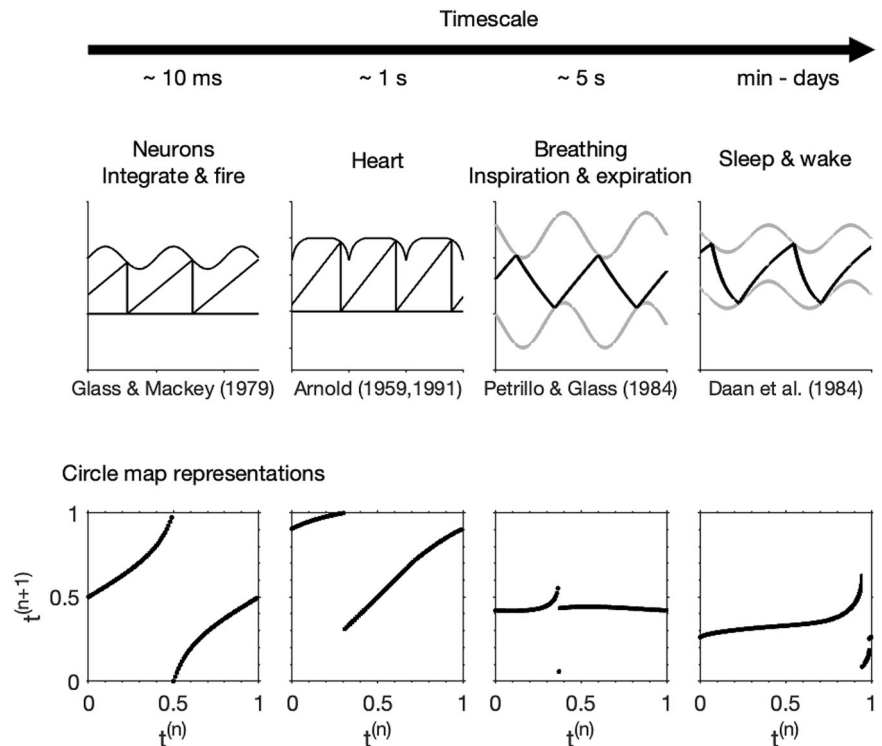 Timescale
~ 10 ms ~ 1 s ~ 5 s min - days
Neurons
Integrate & fire
Heart
Breathing
Inspiration & expiration
Sleep & wake
Glass & Mackey (1979) Arnold (1959,1991) Petrillo & Glass (1984) Daan et al. (1984)
Circle map representations
1
0.5
0
t(n+1)
0 0.5 1 0 0.5 1 0 0.5 1 0 0.5 1
t(n) t(n) t(n) t(n)